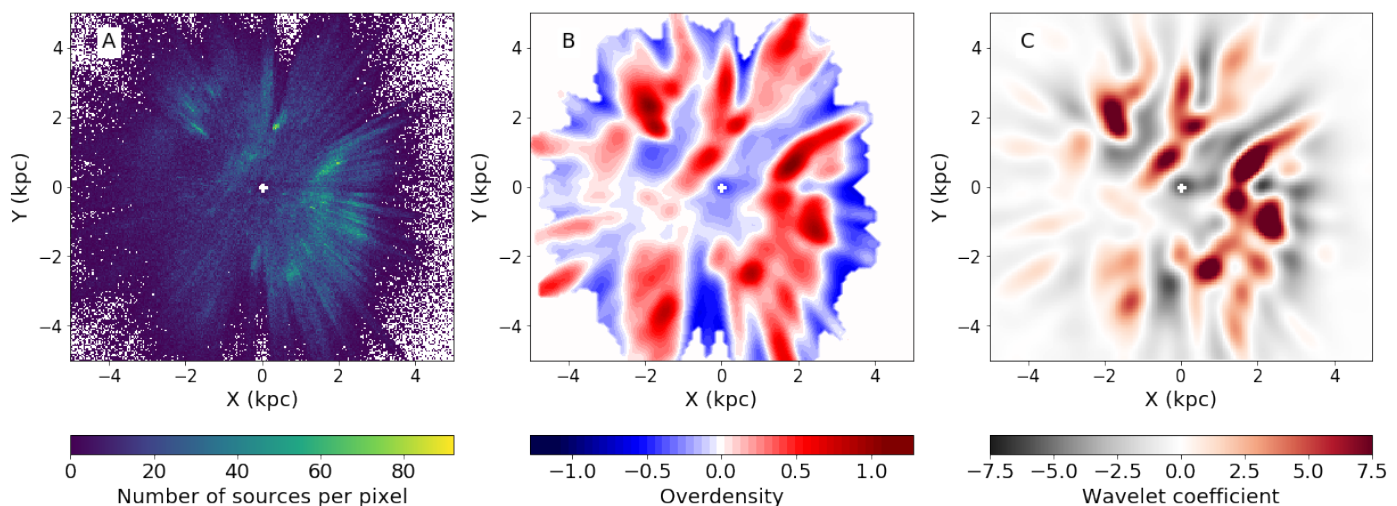 A
B
C
4
2
0
−2
−4
Y (kpc)
−4 −2 0 2 4
X (kpc)
4
2
0
−2
−4
Y (kpc)
−4 −2 0 2 4
X (kpc)
4
2
0
−2
−4
Y (kpc)
−4 −2 0 2 4
X (kpc)
0 20 40 60 80
Number of sources per pixel
−1.0 −0.5 0.0 0.5 1.0
Overdensity
−7.5 −5.0 −2.5 0.0 2.5 5.0 7.5
Wavelet coefficient